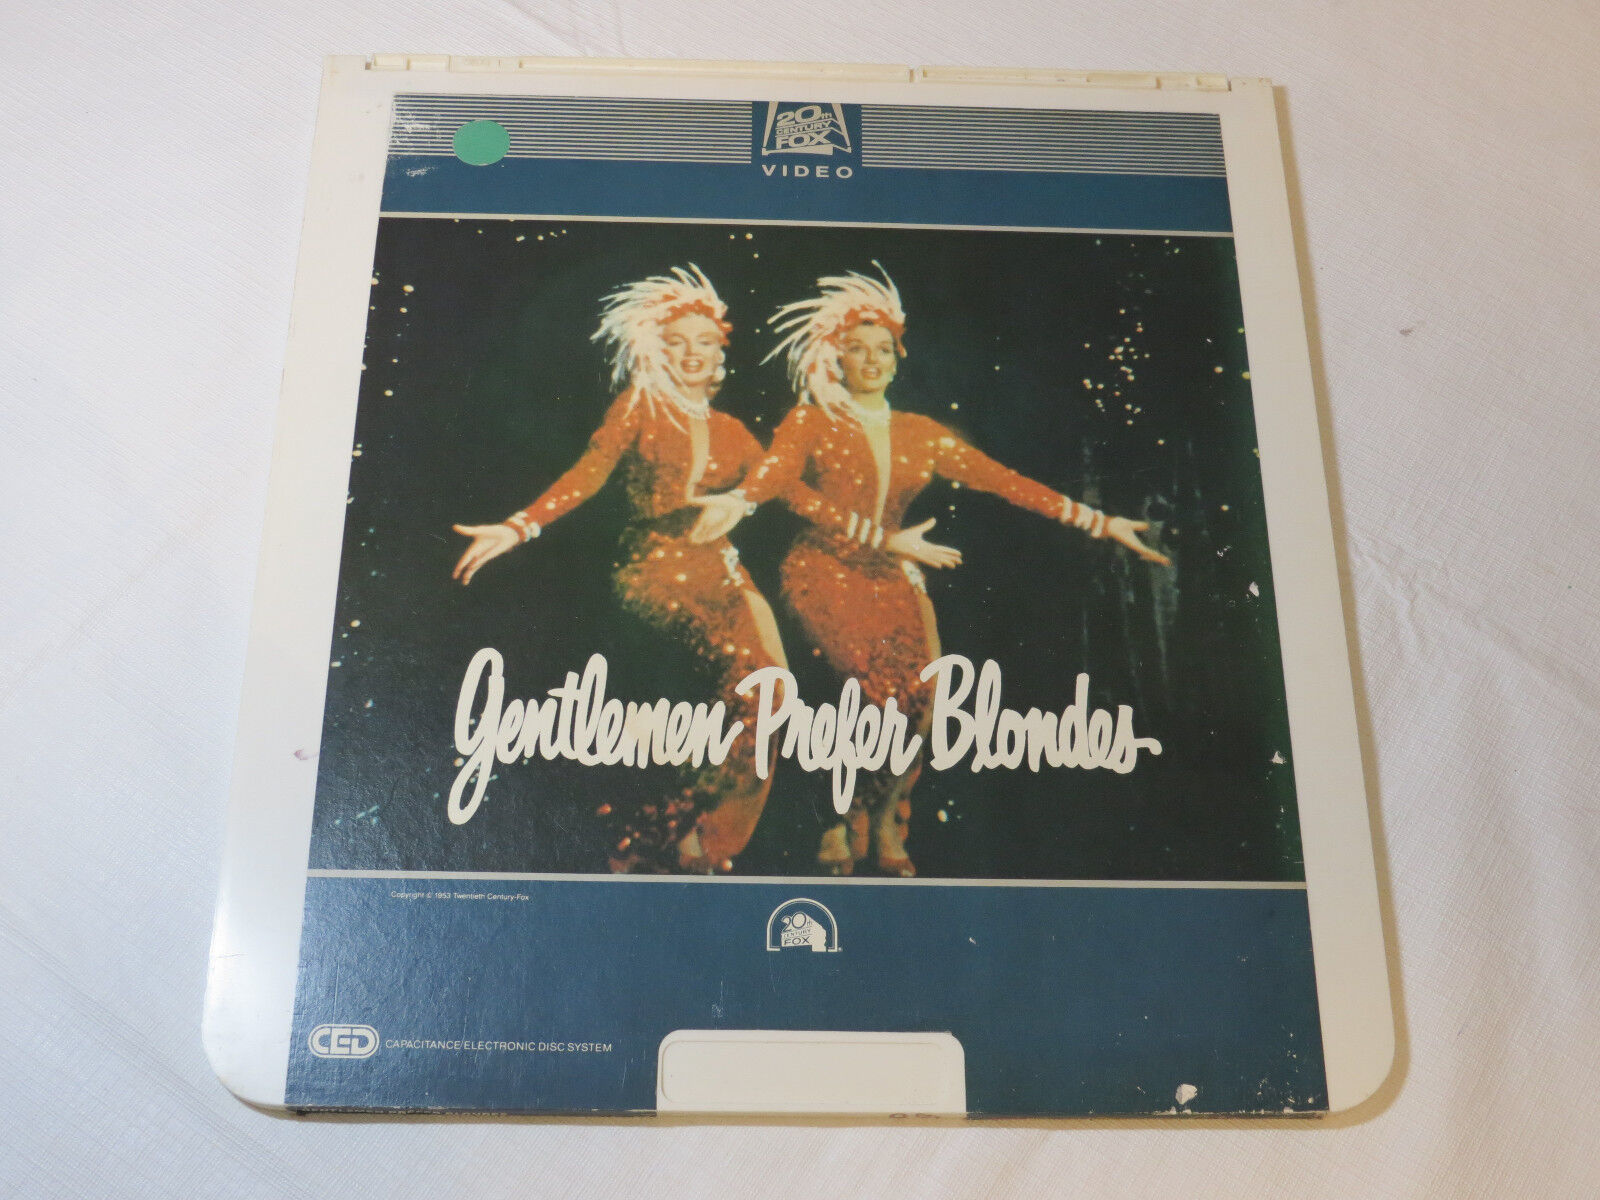 20th
CENTURY
FOX
VIDEO
Gentlemen Prefer Blondes
Copyright © 1953 Twentieth Century-Fox
20th
CENTURY
FOX
CED CAPACITANCE ELECTRONIC DISC SYSTEM